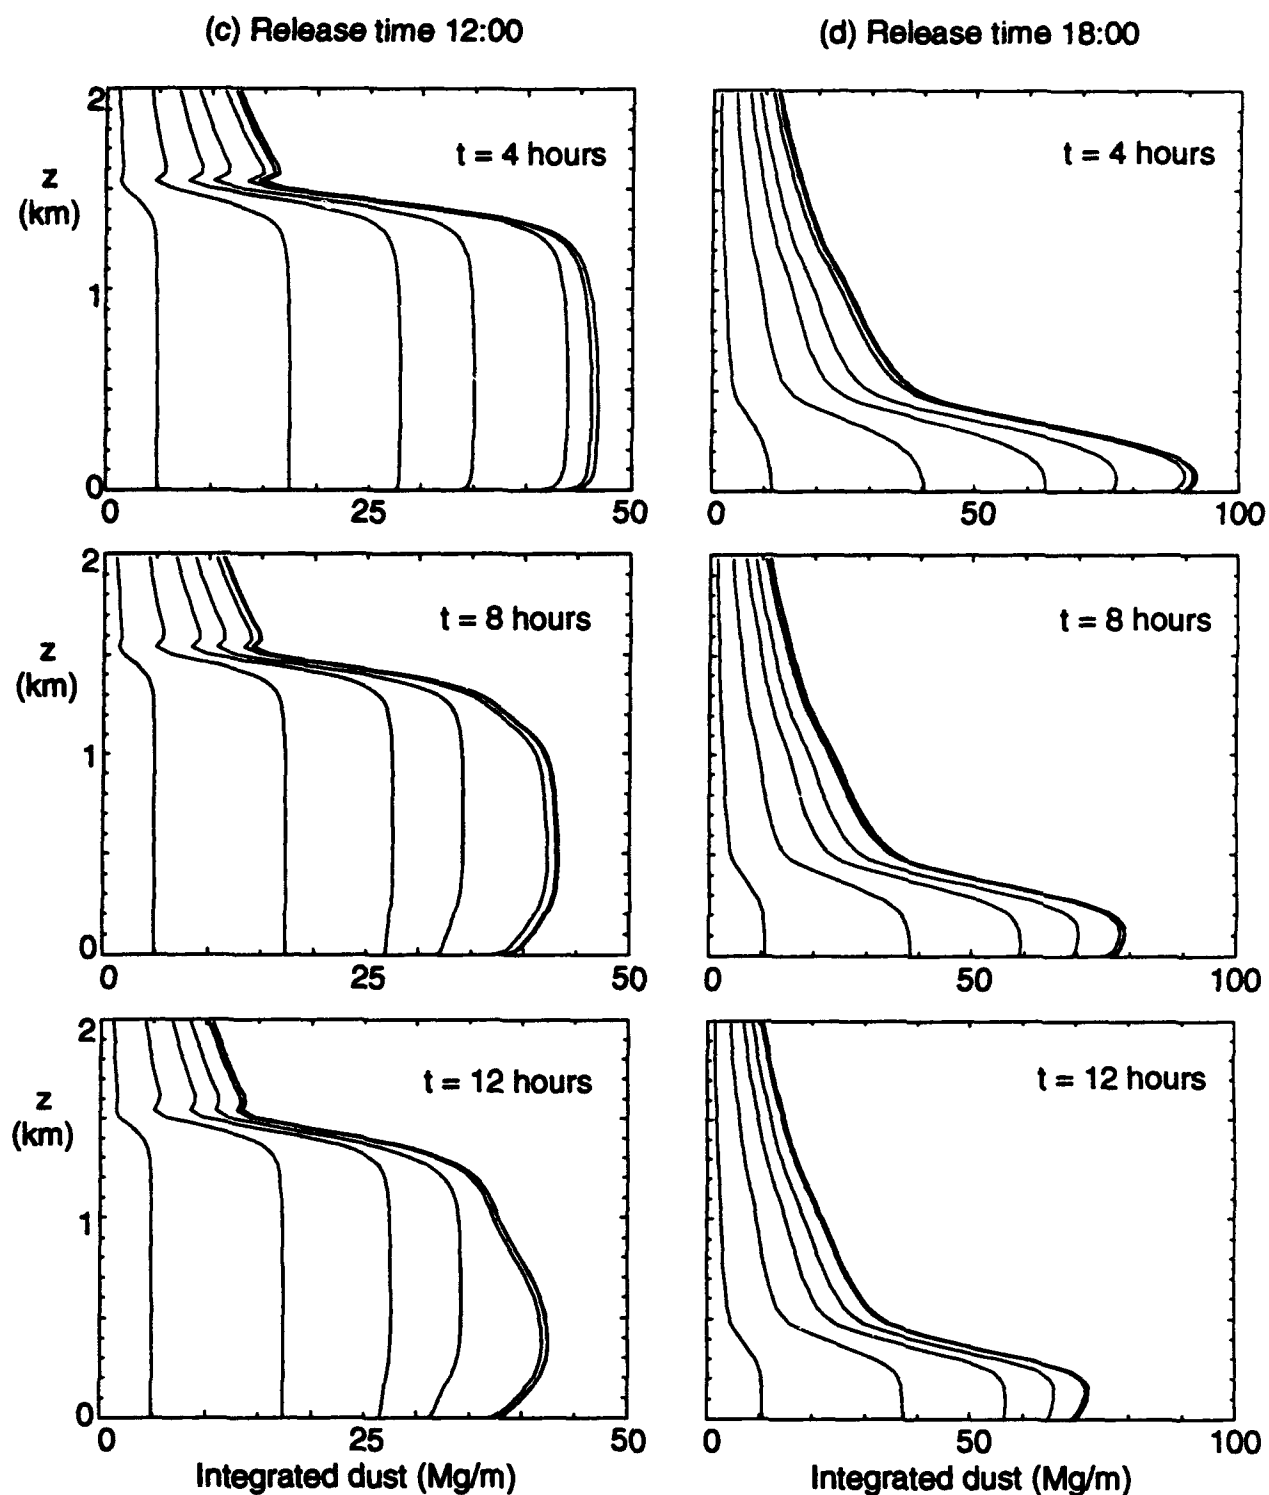 (c) Release time 12:00
(d) Release time 18:00
2
z
(km)
1
0
t = 4 hours
0 25 50
t = 4 hours
0 50 100
2
z
(km)
1
0
t = 8 hours
0 25 50
t = 8 hours
0 50 100
2
z
(km)
1
0
t = 12 hours
0 25 50
Integrated dust (Mg/m)
t = 12 hours
0 50 100
Integrated dust (Mg/m)